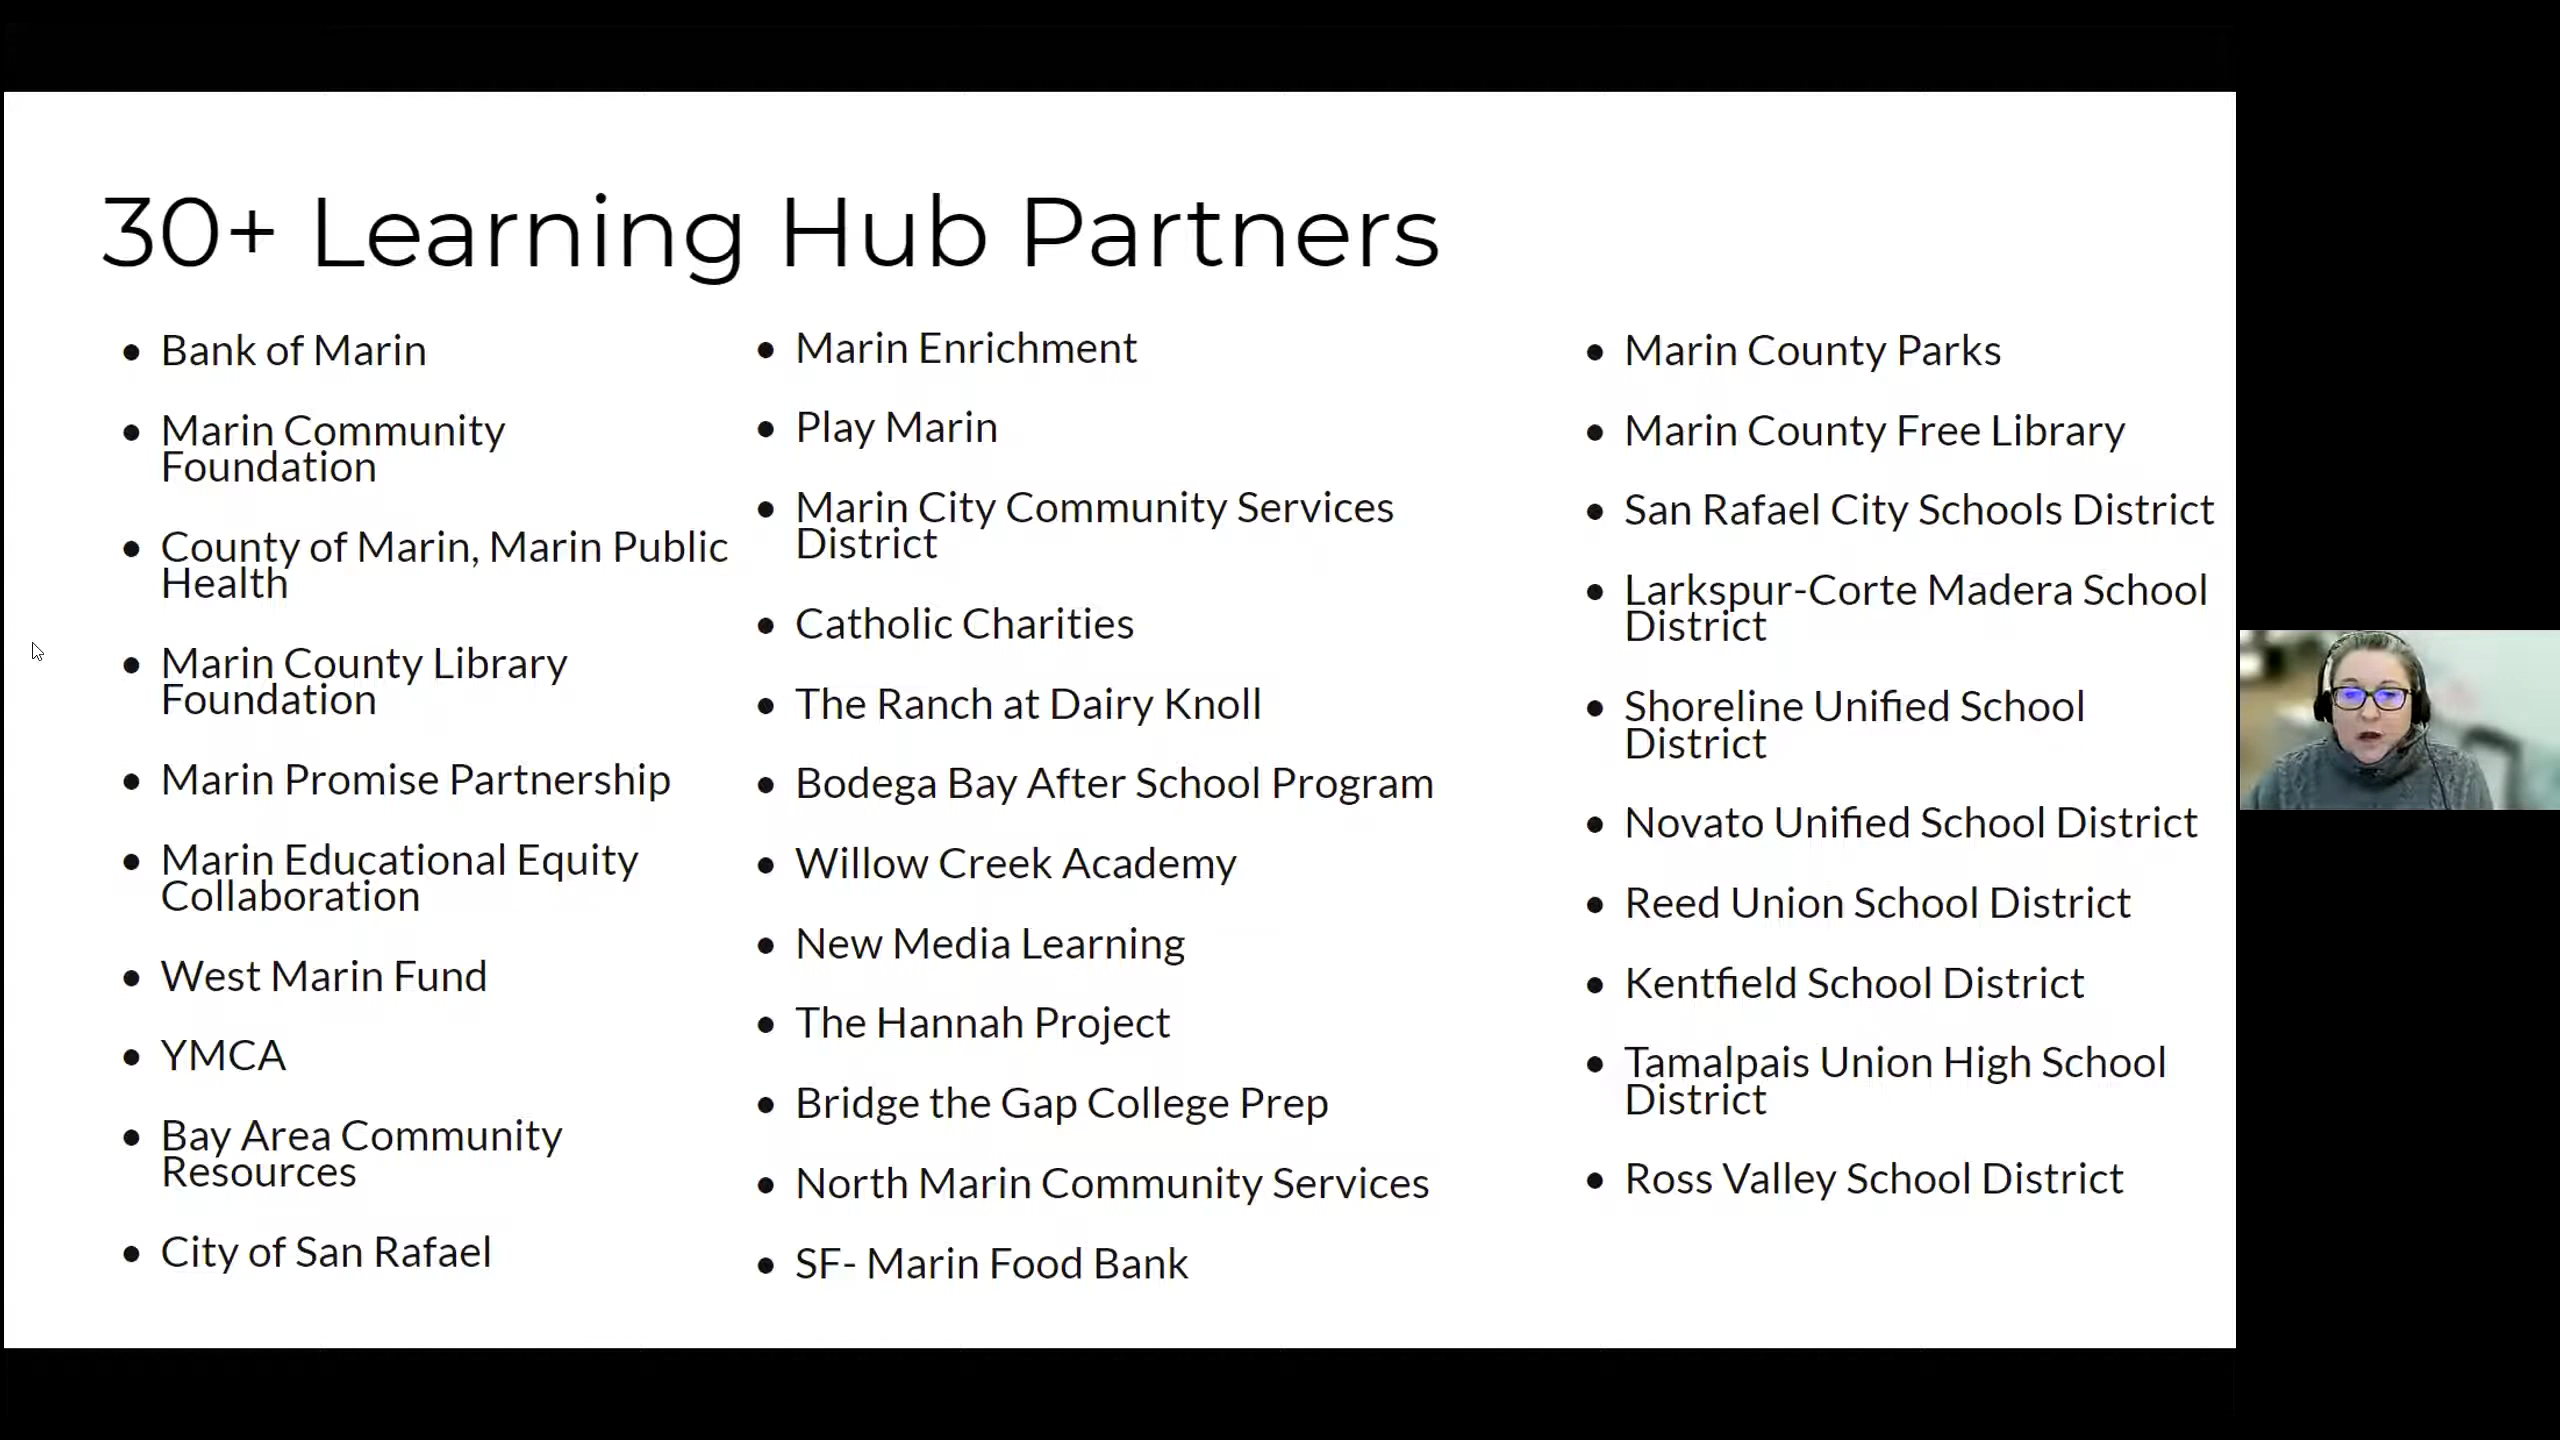 30+ Learning Hub Partners
• Bank of Marin
• Marin Community
Foundation
• County of Marin, Marin Public
Health
• Marin County Library
Foundation
• Marin Promise Partnership
• Marin Educational Equity
Collaboration
• West Marin Fund
• YMCA
• Bay Area Community
Resources
• City of San Rafael
• Marin Enrichment
• Play Marin
• Marin City Community Services
District
• Catholic Charities
• The Ranch at Dairy Knoll
• Bodega Bay After School Program
• Willow Creek Academy
• New Media Learning
• The Hannah Project
• Bridge the Gap College Prep
• North Marin Community Services
• SF- Marin Food Bank
• Marin County Parks
• Marin County Free Library
• San Rafael City Schools District
• Larkspur-Corte Madera School
District
• Shoreline Unified School
District
• Novato Unified School District
• Reed Union School District
• Kentfield School District
• Tamalpais Union High School
District
• Ross Valley School District